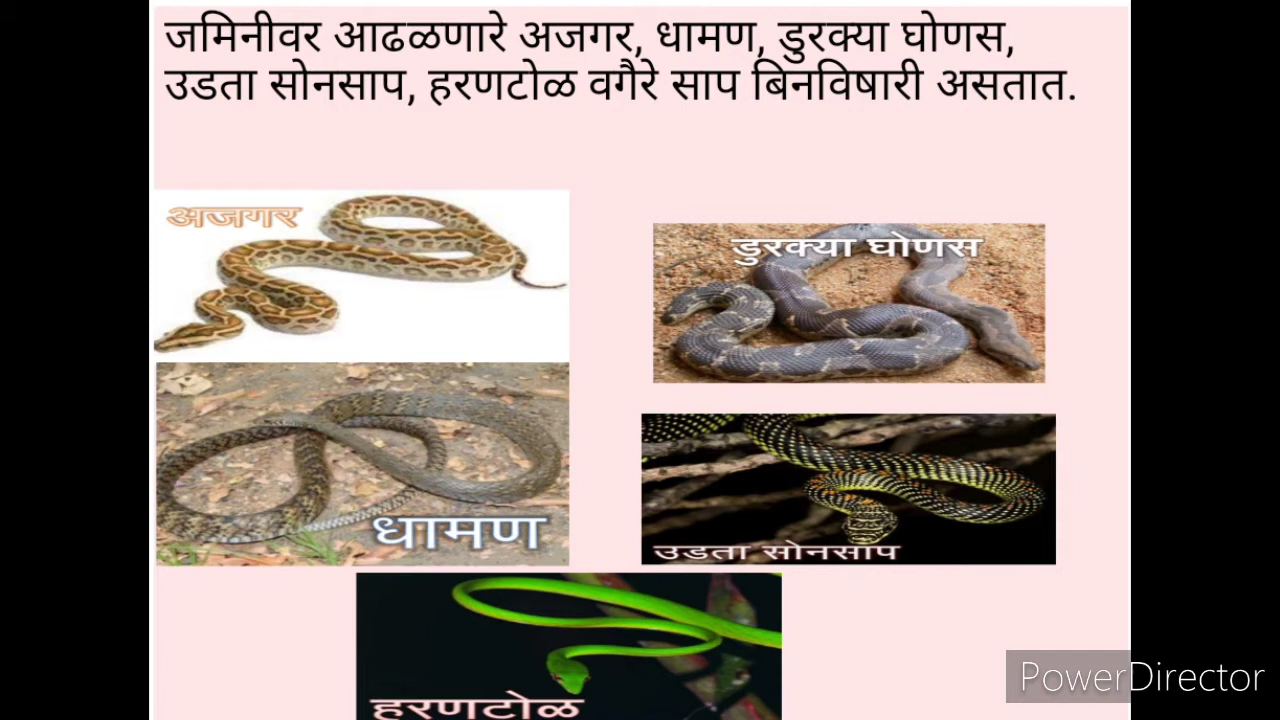 जमिनीवर आढळणारे अजगर, धामण, डुरक्या घोणस,
उडता सोनसाप, हरणटोळ वगैरे साप बिनविषारी असतात.
अजगर
डुरक्या घोणस
धामण
उडता सोनसाप
हरणटोळ
PowerDirector